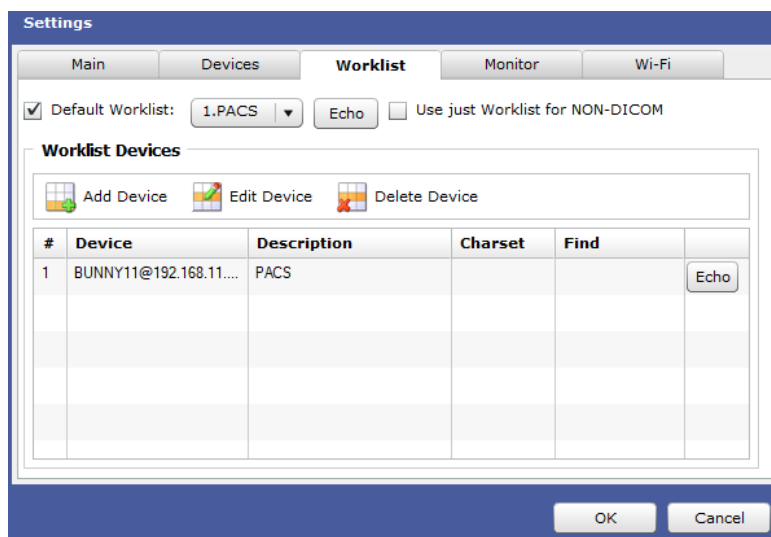 Settings
Main Devices Worklist Monitor Wi-Fi
Default Worklist: 1.PACS Echo Use just Worklist for NON-DICOM
Worklist Devices
Add Device Edit Device Delete Device
# Device Description Charset Find
1 BUNNY11@192.168.11.... PACS Echo
OK Cancel